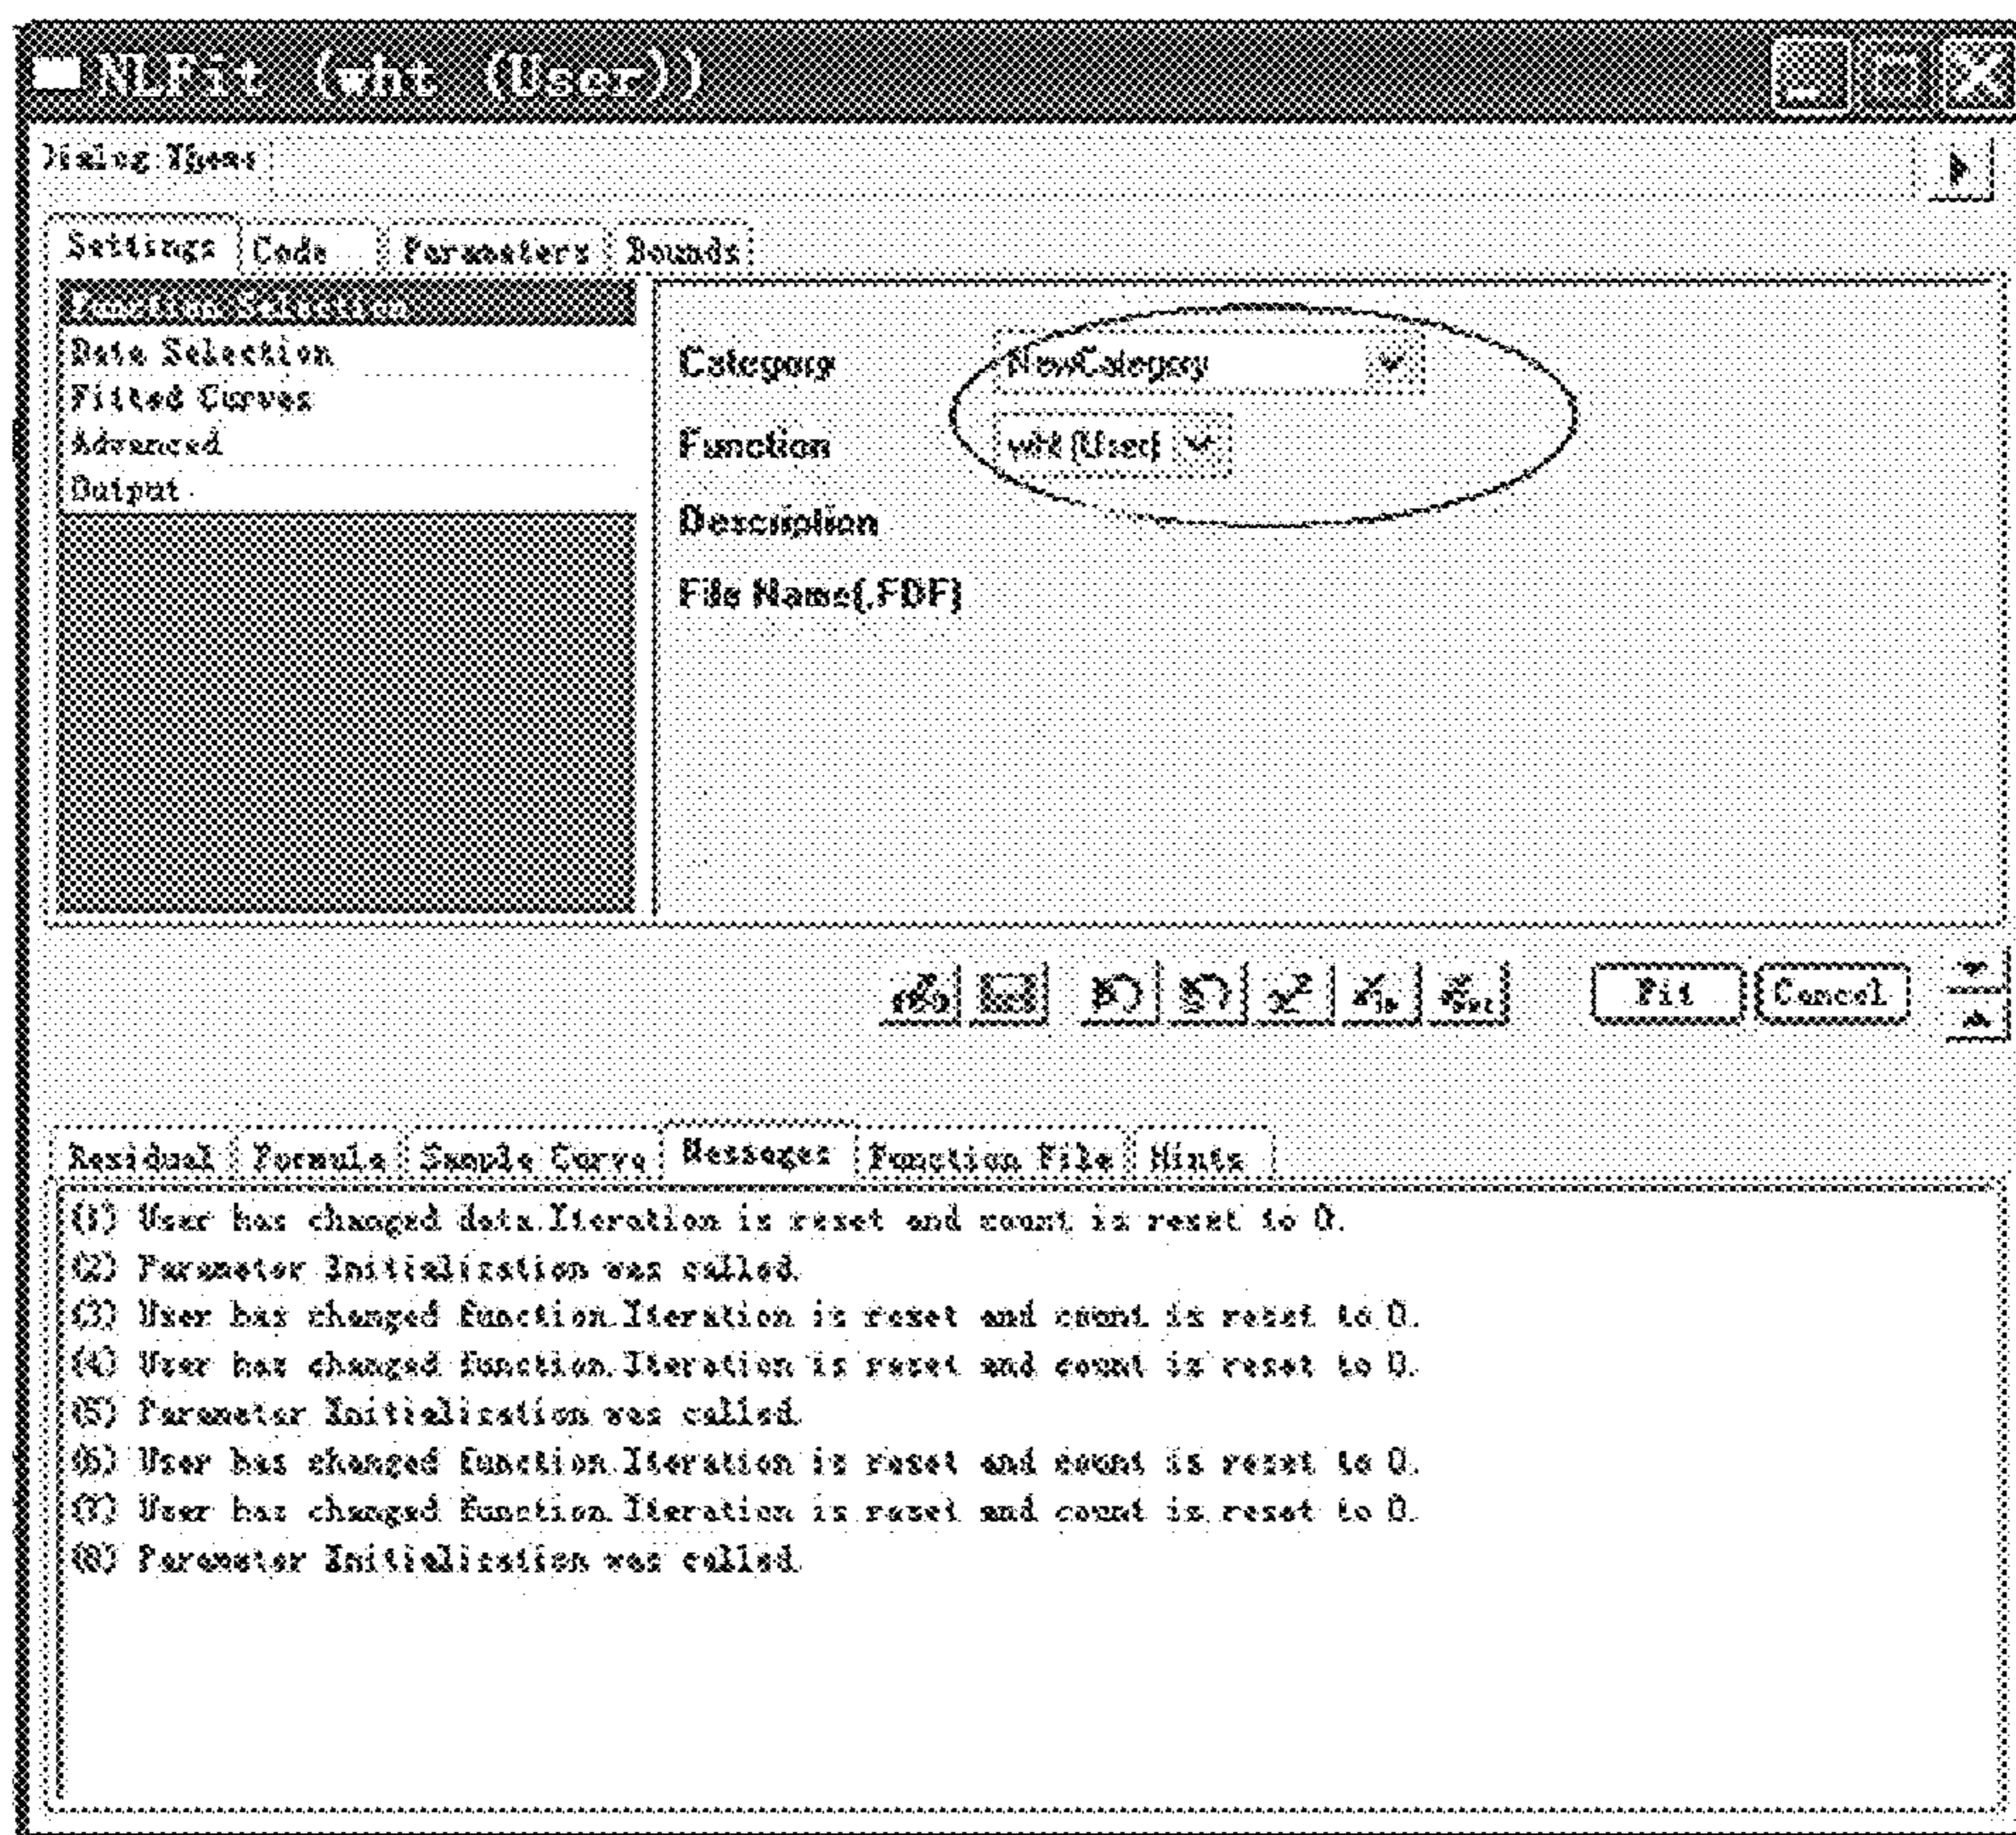 NLFit (wht (User))
Dialog Theme
Settings Code Parameters Bounds
Function Selection
Data Selection
Fitted Curves
Advanced
Output
Category NewCategory
Function wht (User)
Description
File Name(.FDF)
Fit Cancel
Residual Formula Sample Curve Messages Function File Hints
(1) User has changed data.Iteration is reset and count is reset to 0.
(2) Parameter Initialization was called.
(3) User has changed function.Iteration is reset and count is reset to 0.
(4) User has changed function.Iteration is reset and count is reset to 0.
(5) Parameter Initialization was called.
(6) User has changed function.Iteration is reset and count is reset to 0.
(7) User has changed function.Iteration is reset and count is reset to 0.
(8) Parameter Initialization was called.